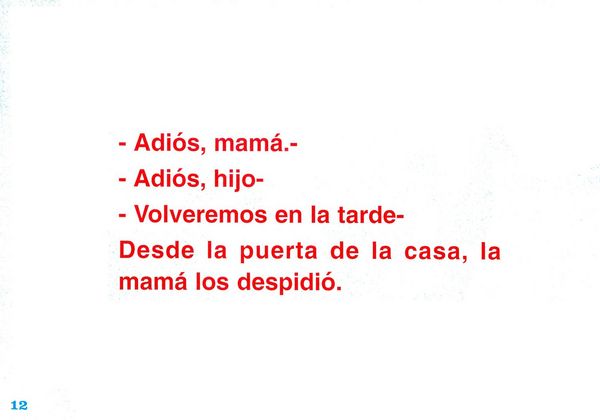 - Adiós, mamá.-
- Adiós, hijo-
- Volveremos en la tarde-
Desde la puerta de la casa, la
mamá los despidió.
12